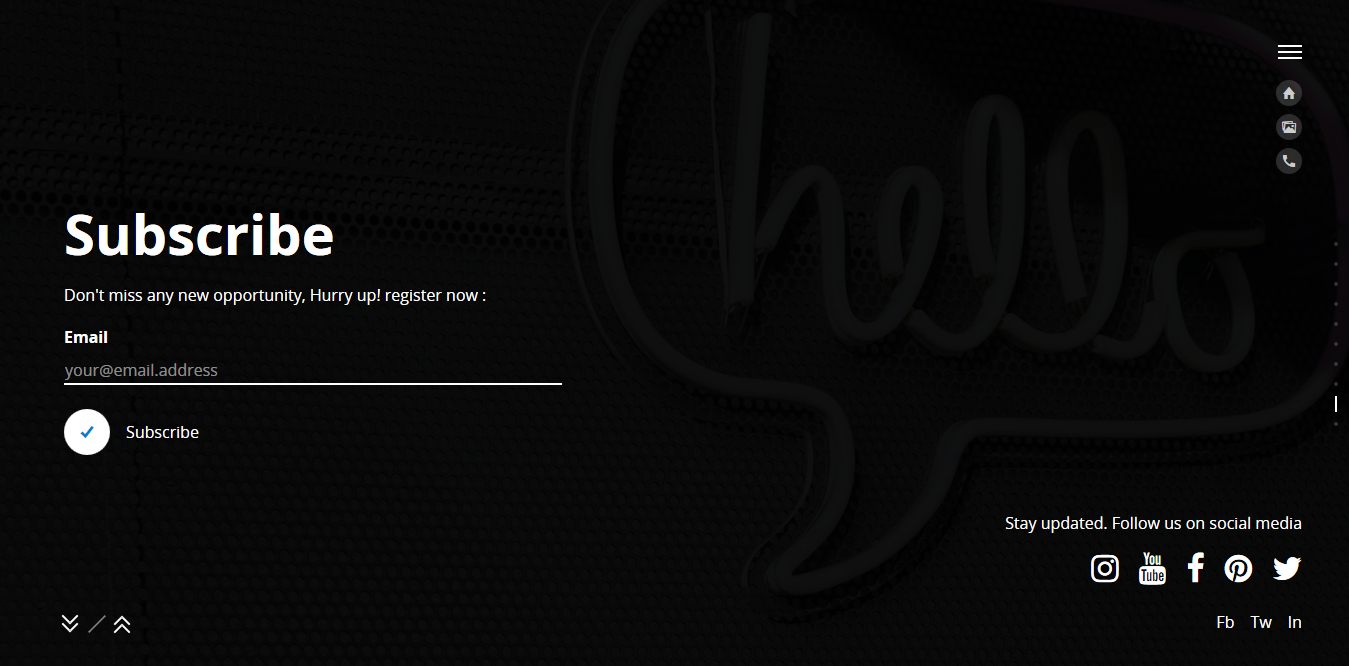 hello
Subscribe
Don't miss any new opportunity, Hurry up! register now :
Email
your@email.address
Subscribe
Stay updated. Follow us on social media
You
Tube
Fb Tw In